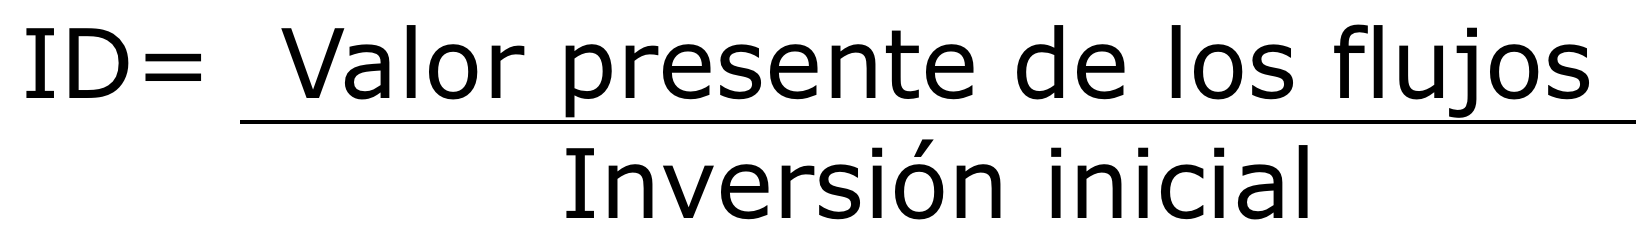 ID= Valor presente de los flujos
Inversión inicial